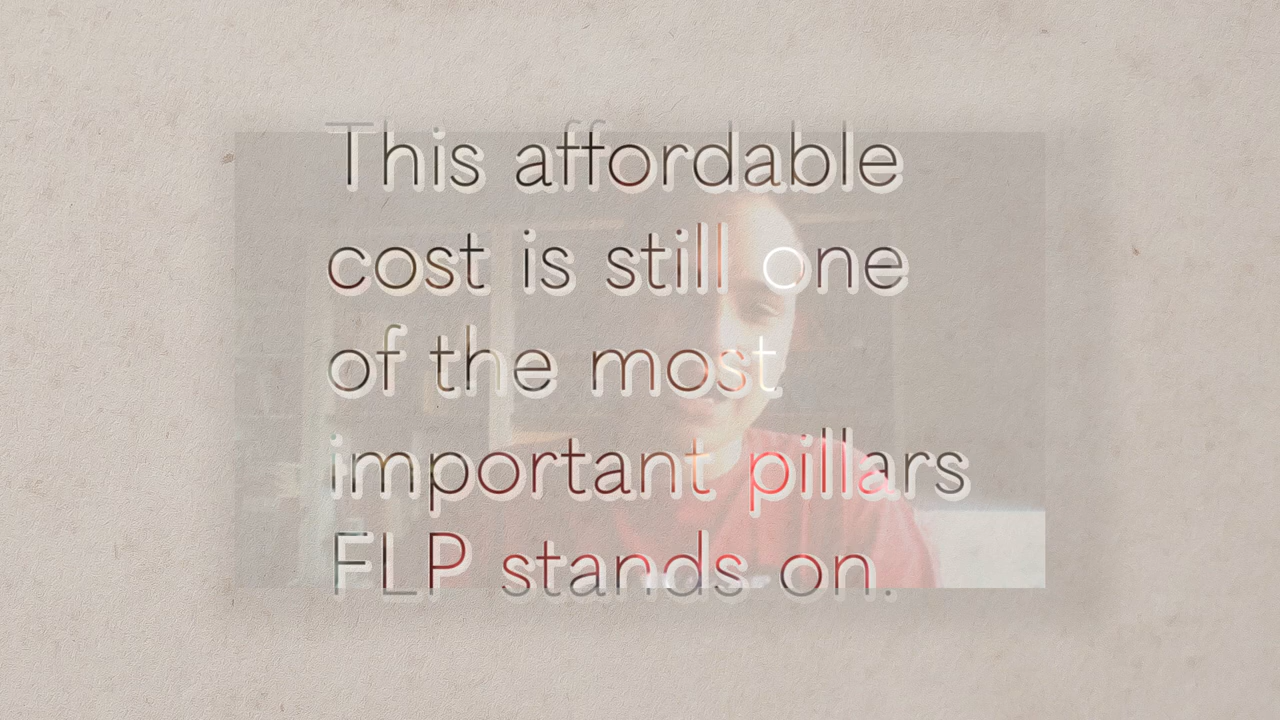 This affordable
cost is still one
of the most
important pillars
FLP stands on.